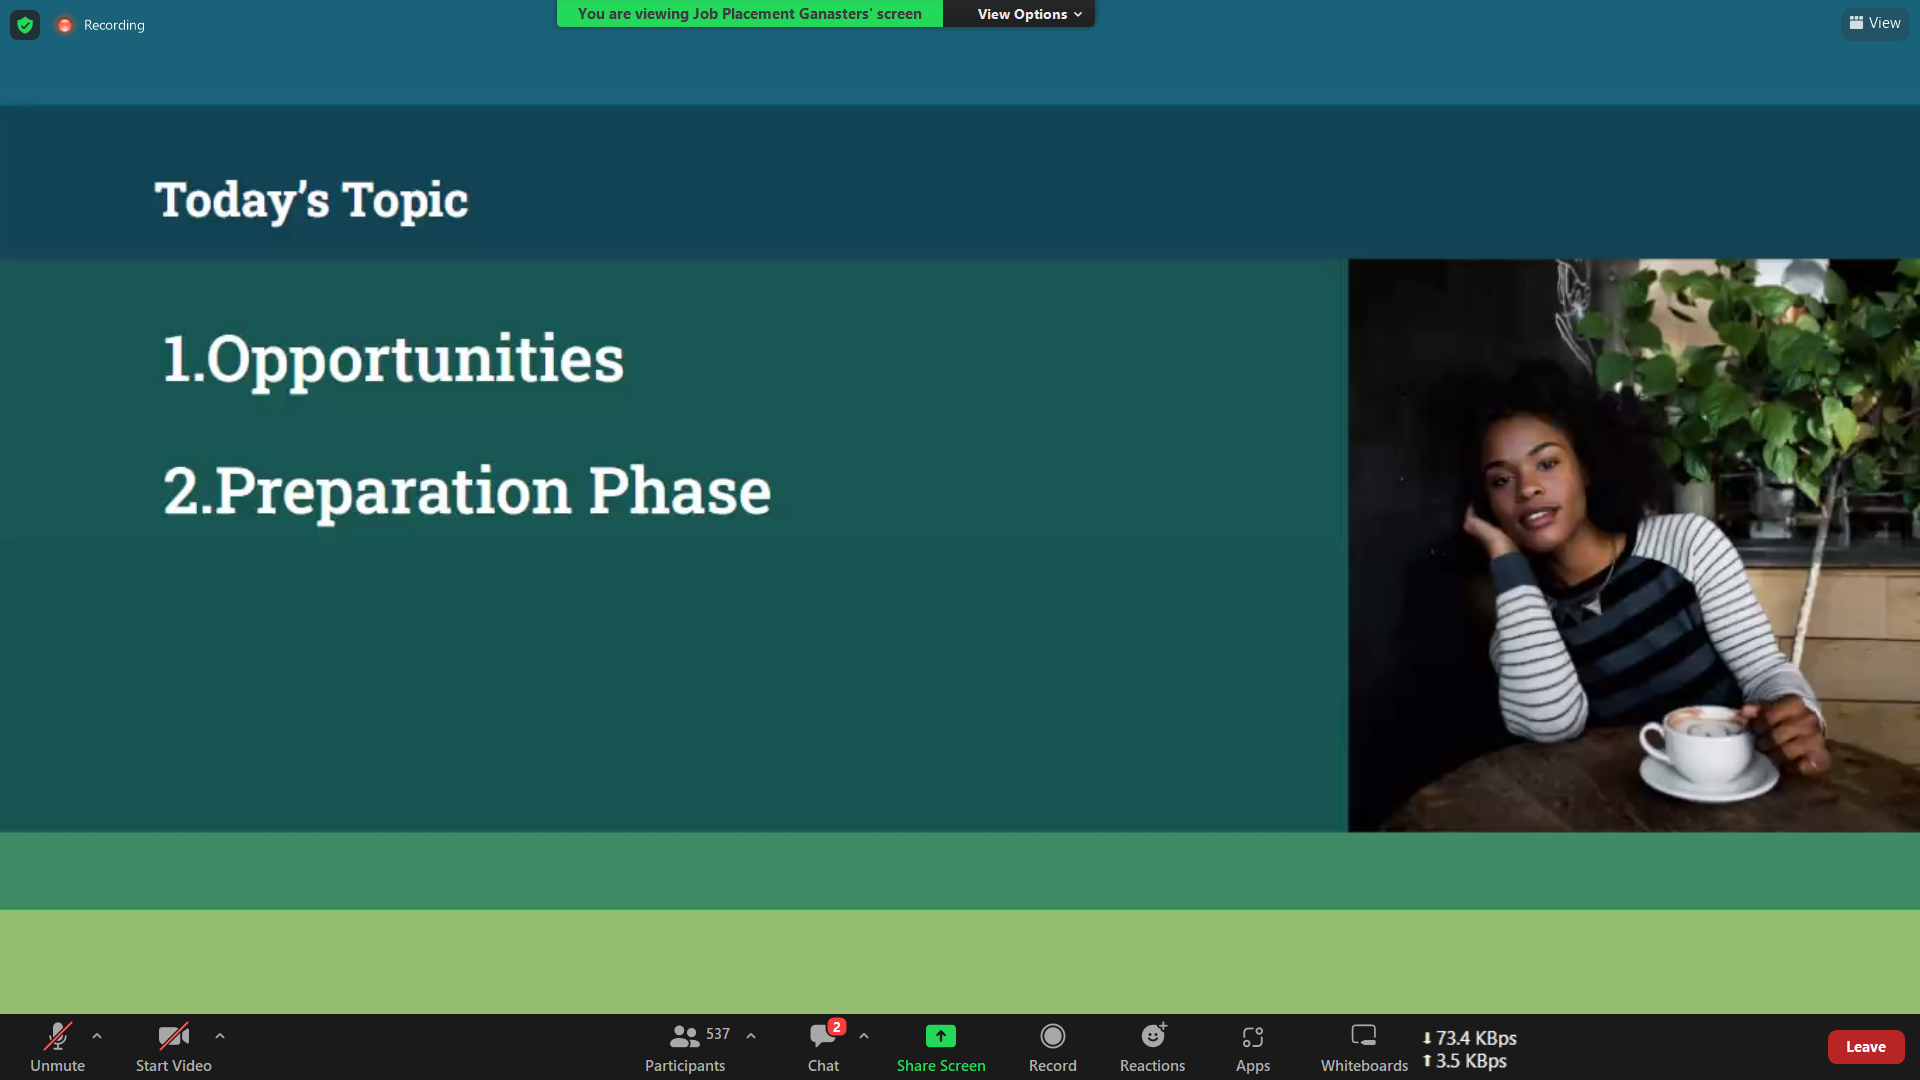 Recording
You are viewing Job Placement Ganasters' screen
View Options
View
Today's Topic
1.Opportunities
2.Preparation Phase
Unmute
Start Video
537
Participants
2
Chat
Share Screen
Record
Reactions
Apps
Whiteboards
73.4 KBps
3.5 KBps
Leave